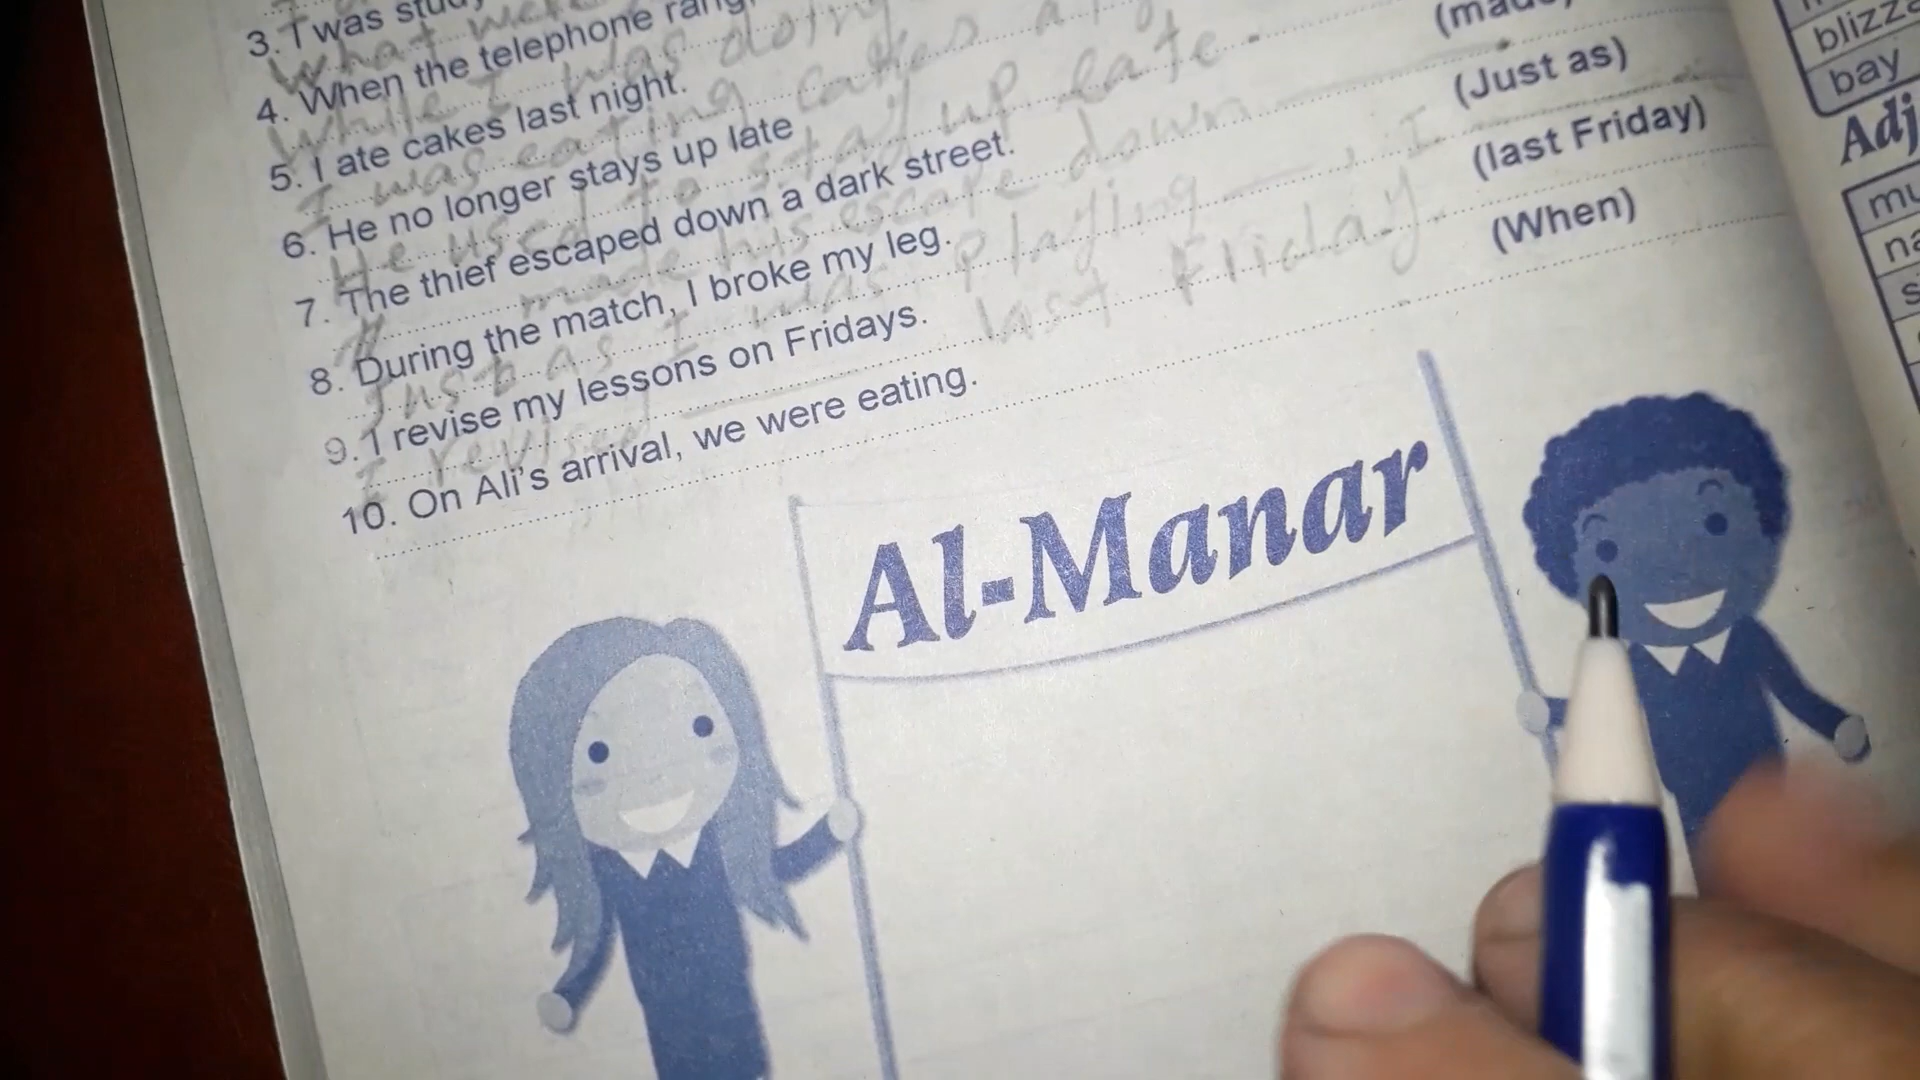 3. I was stu
What were
4. When the telephone rang
While I was doing
5. I ate cakes last night.
I was eating cakes
6. He no longer stays up late
He used to stay up late.
(made)
7. The thief escaped down a dark street.
made his escape down
(Just as)
8. During the match, I broke my leg.
Just as I was playing , I
(last Friday)
9. I revise my lessons on Fridays.
I revised last Friday.
(When)
10. On Ali's arrival, we were eating.
Al-Manar
blizza
bay
Adj
mu
na
s